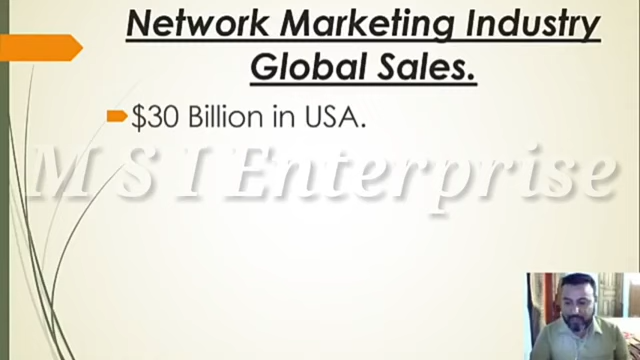 Network Marketing Industry
Global Sales.
$30 Billion in USA.
M S I Enterprise